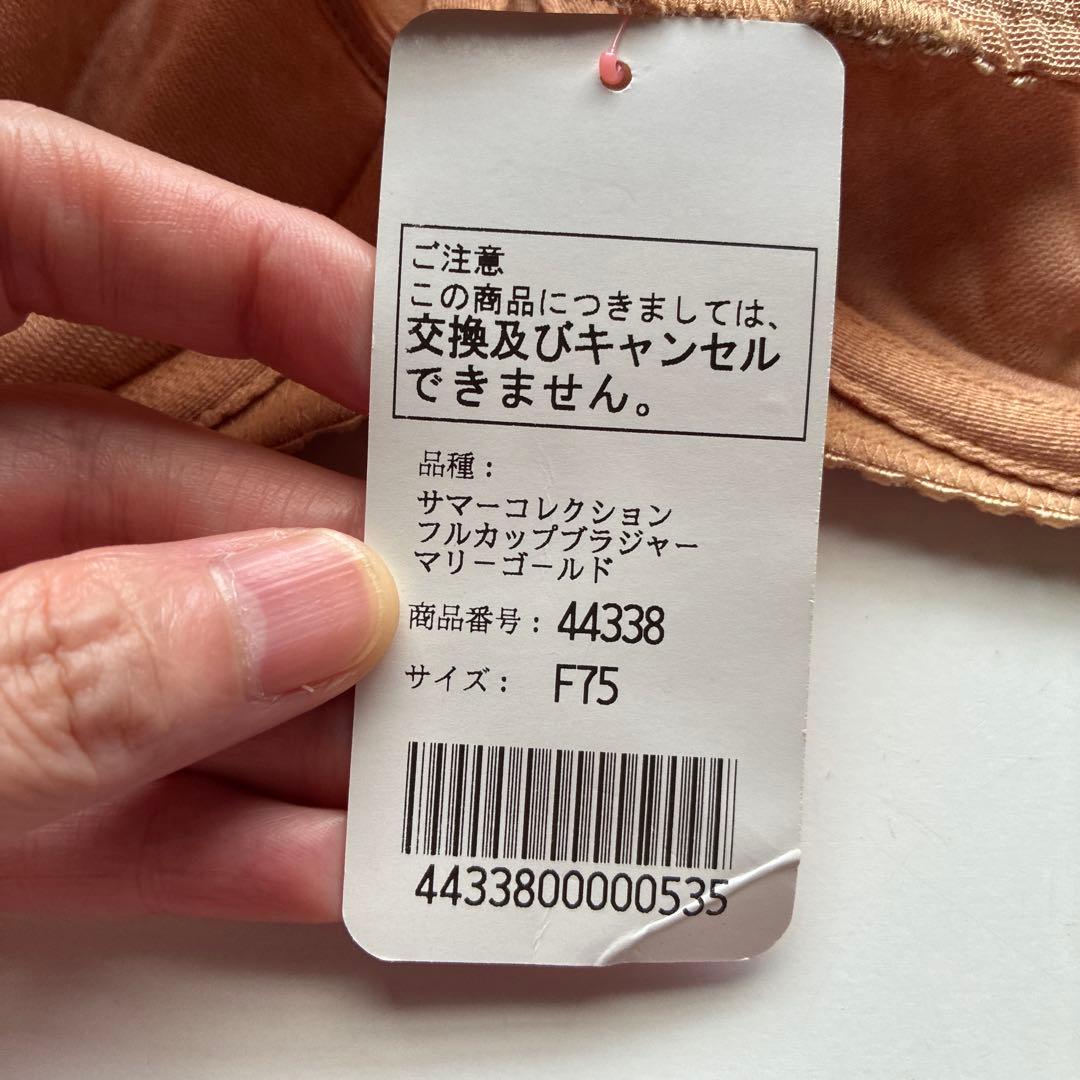 ご注意
この商品につきましては、
交換及びキャンセル
できません。
品種：
サマーコレクション
フルカップブラジャー
マリーゴールド
商品番号：44338
サイズ： F75
4433800000535